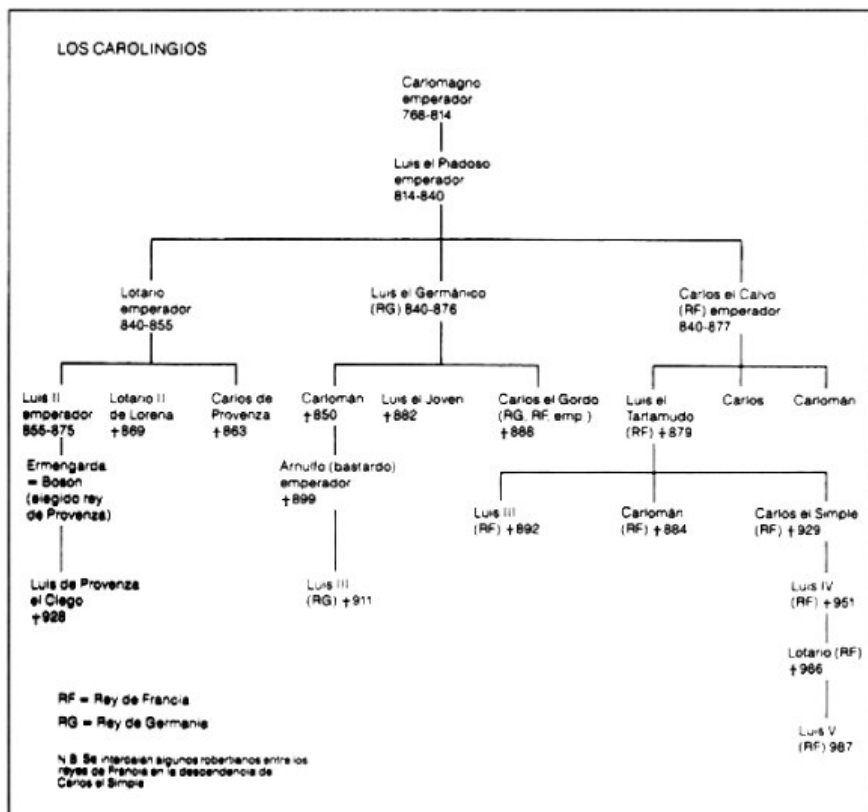 LOS CAROLINGIOS
Carlomagno
emperador
768-814
Luis el Piadoso
emperador
814-840
Lotario
emperador
840-855
Luis el Germánico
(RG) 840-876
Carlos el Calvo
(RF) emperador
840-877
Luis II
emperador
855-875
Lotario II
de Lorena
+869
Carlos de
Provenza
+863
Carlomán
+850
Luis el Joven
+882
Carlos el Gordo
(RG, RF, emp.)
+888
Luis el
Tartamudo
(RF) +879
Carlos
Carlomán
Ermengarda
= Boson
(elegido rey
de Provenza)
Arnulfo (bastardo)
emperador
+899
Luis III
(RF) +892
Carlomán
(RF) +884
Carlos el Simple
(RF) +929
Luis de Provenza
el Ciego
+928
Luis III
(RG) +911
Luis IV
(RF) +951
Lotario (RF)
+986
Luis V
(RF) 987
RF = Rey de Francia
RG = Rey de Germania
N.B. Se intercalan algunos robertianos entre los
reyes de Francia en la descendencia de
Carlos el Simple